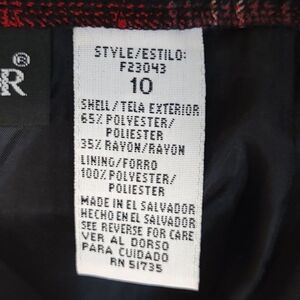 R®
STYLE/ESTILO:
F23043
10
SHELL/TELA EXTERIOR
65% POLYESTER/
POLIESTER
35% RAYON/RAYON
LINING/FORRO
100% POLYESTER/
POLIESTER
MADE IN EL SALVADOR
HECHO EN EL SALVADOR
SEE REVERSE FOR CARE
VER AL DORSO
PARA CUIDADO
RN 51735